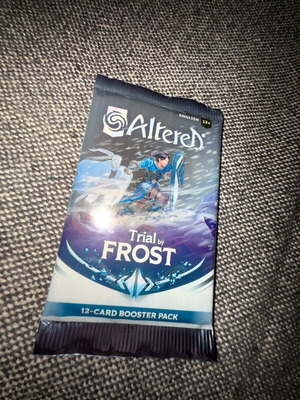 ENGLISH 13+
Altered
Trial by
FROST
12-CARD BOOSTER PACK